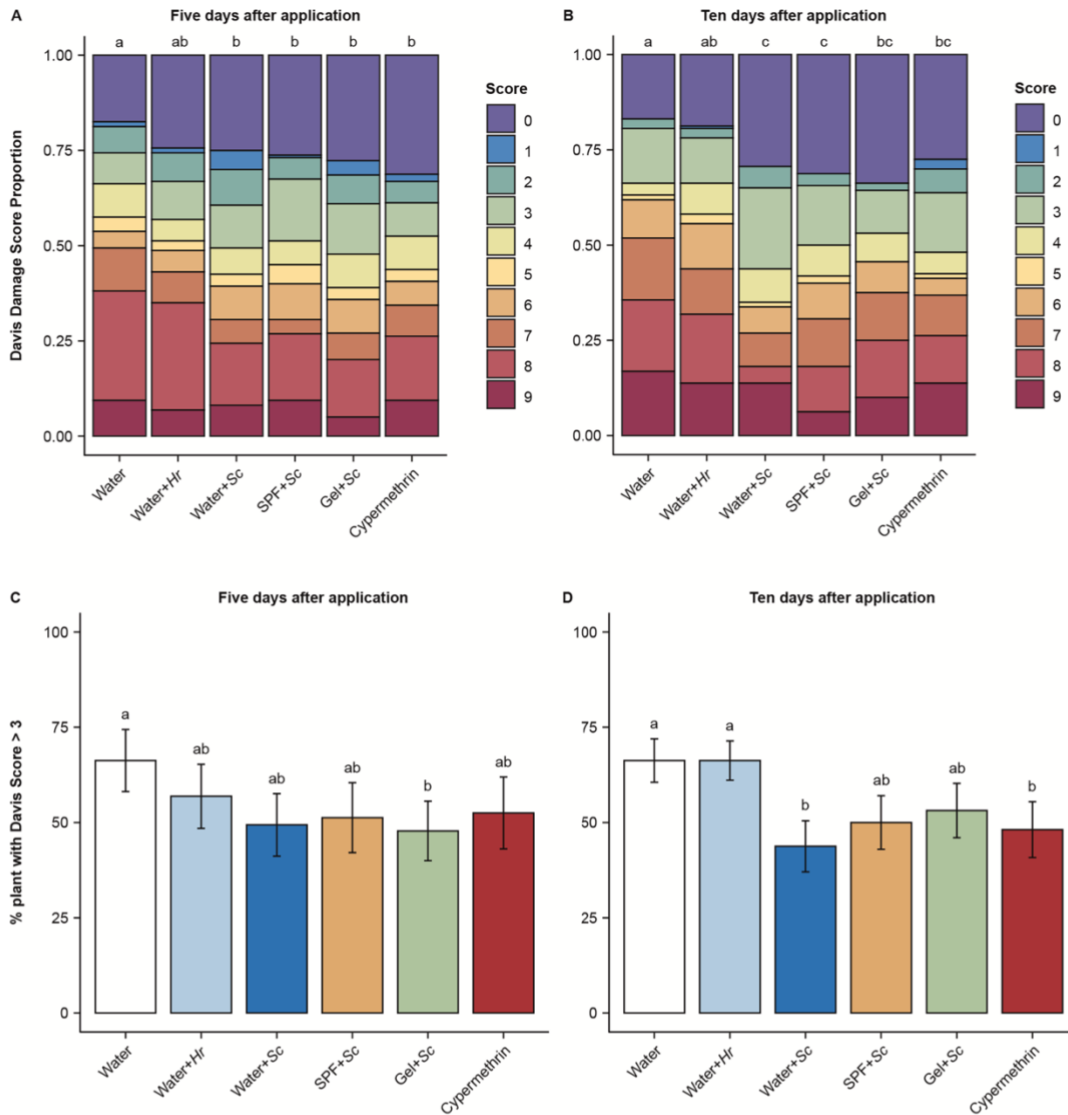 A
Five days after application
a ab b b b b
1.00
0.75
0.50
0.25
0.00
Davis Damage Score Proportion
Water
Water+Hr
Water+Sc
SPF+Sc
Gel+Sc
Cypermethrin
Score
0
1
2
3
4
5
6
7
8
9
B
Ten days after application
a ab c c bc bc
1.00
0.75
0.50
0.25
0.00
Water
Water+Hr
Water+Sc
SPF+Sc
Gel+Sc
Cypermethrin
Score
0
1
2
3
4
5
6
7
8
9
C
Five days after application
100
75
50
25
0
% plant with Davis Score > 3
a
ab
ab
ab
b
ab
Water
Water+Hr
Water+Sc
SPF+Sc
Gel+Sc
Cypermethrin
D
Ten days after application
100
75
50
25
0
a
a
b
ab
ab
b
Water
Water+Hr
Water+Sc
SPF+Sc
Gel+Sc
Cypermethrin